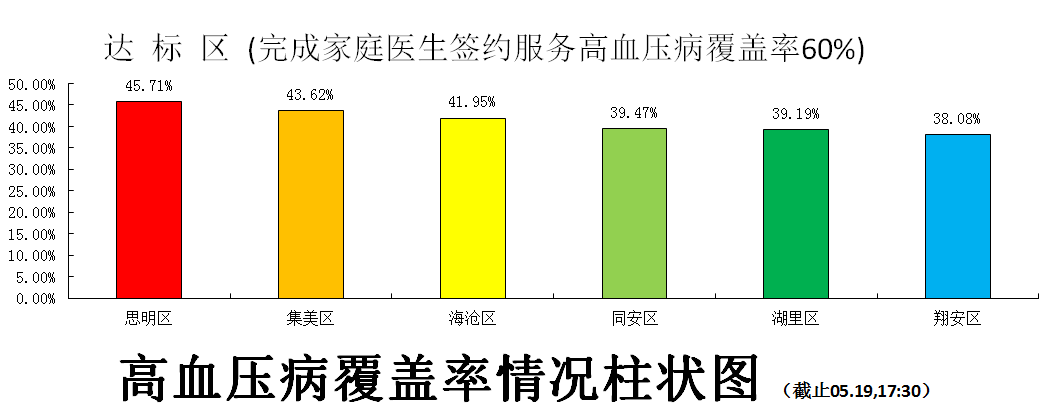 达 标 区 (完成家庭医生签约服务高血压病覆盖率60%)
50.00%
45.00%
40.00%
35.00%
30.00%
25.00%
20.00%
15.00%
10.00%
5.00%
0.00%
45.71%
43.62%
41.95%
39.47%
39.19%
38.08%
思明区
集美区
海沧区
同安区
湖里区
翔安区
高血压病覆盖率情况柱状图 （截止05.19,17:30）